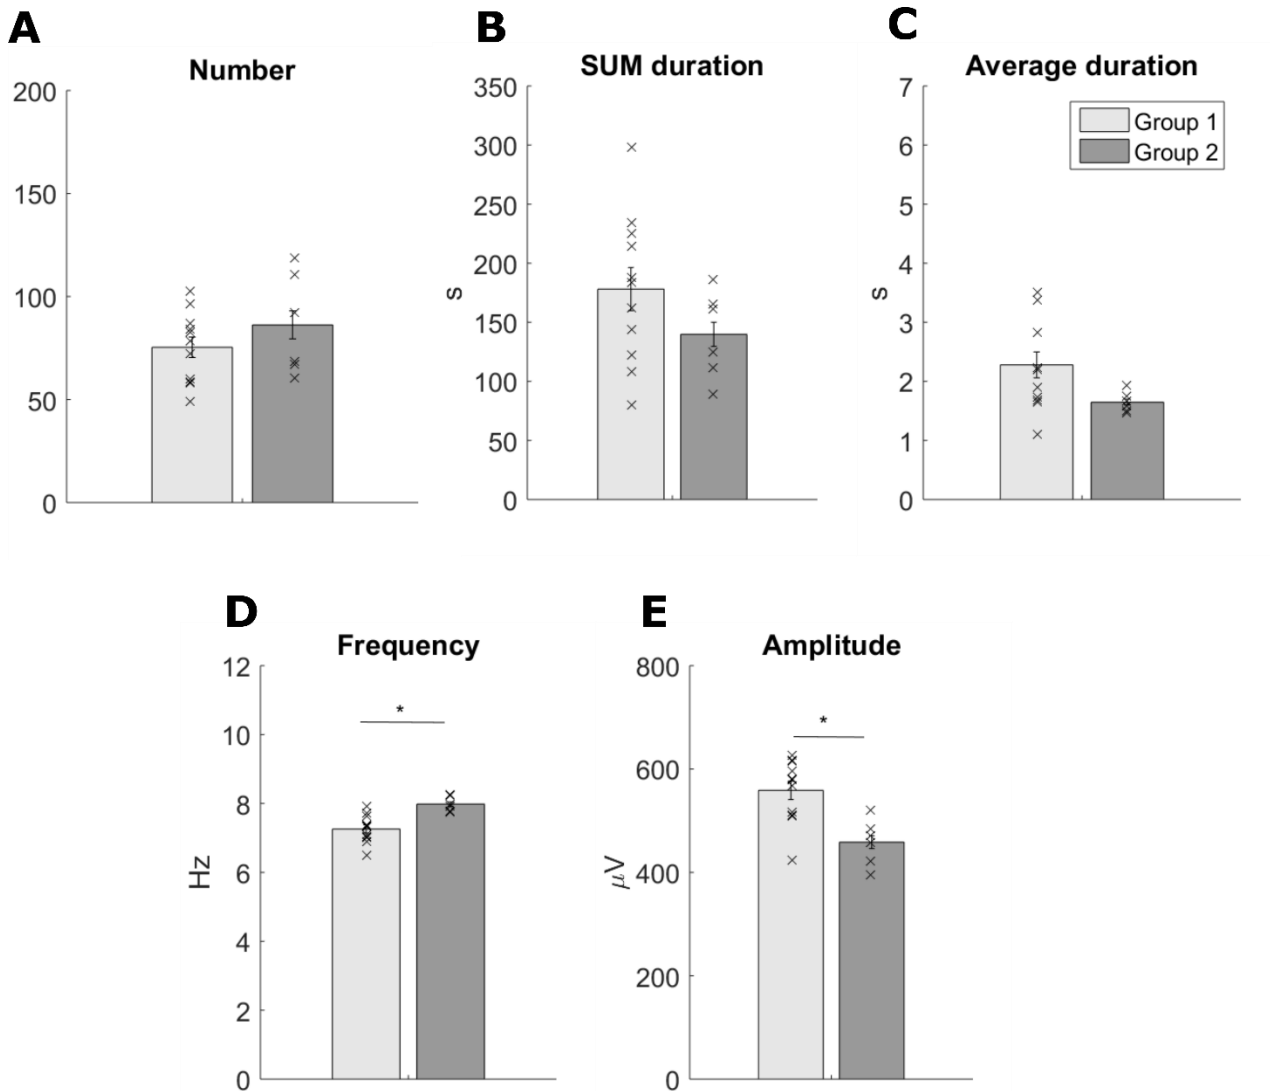 A
Number
200
150
100
50
0
B
SUM duration
350
300
250
200
150
100
50
0
s
C
Average duration
7
6
5
4
3
2
1
0
s
Group 1
Group 2
D
Frequency
12
10
8
6
4
2
0
Hz
*
E
Amplitude
800
600
400
200
0
μV
*